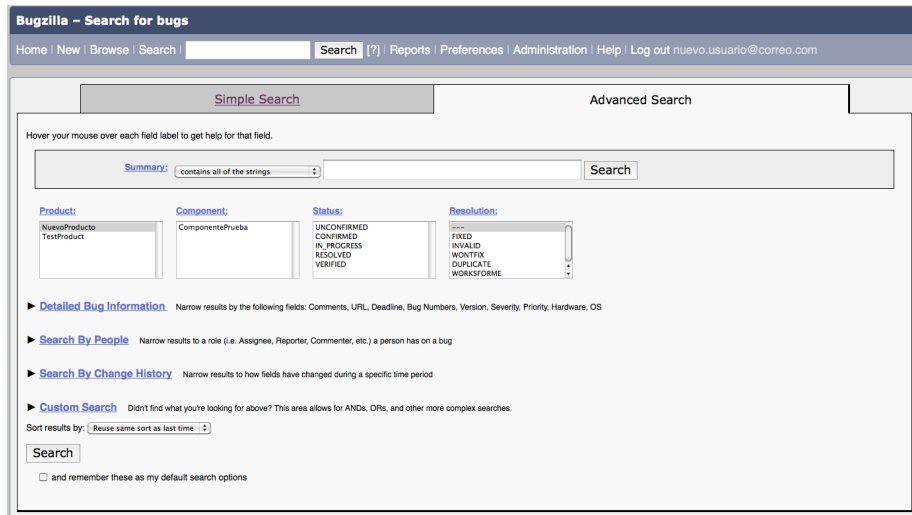 Bugzilla – Search for bugs
Home | New | Browse | Search | Search [?] | Reports | Preferences | Administration | Help | Log out nuevo.usuario@correo.com
Simple Search Advanced Search
Hover your mouse over each field label to get help for that field.
Summary: contains all of the strings Search
Product: Component: Status: Resolution:
NuevoProducto ComponentePrueba UNCONFIRMED ---
TestProduct CONFIRMED FIXED
IN_PROGRESS INVALID
RESOLVED WONTFIX
VERIFIED DUPLICATE
WORKSFORME
Detailed Bug Information Narrow results by the following fields: Comments, URL, Deadline, Bug Numbers, Version, Severity, Priority, Hardware, OS
Search By People Narrow results to a role (i.e. Assignee, Reporter, Commenter, etc.) a person has on a bug
Search By Change History Narrow results to how fields have changed during a specific time period
Custom Search Didn't find what you're looking for above? This area allows for ANDs, ORs, and other more complex searches.
Sort results by: Reuse same sort as last time
Search
and remember these as my default search options